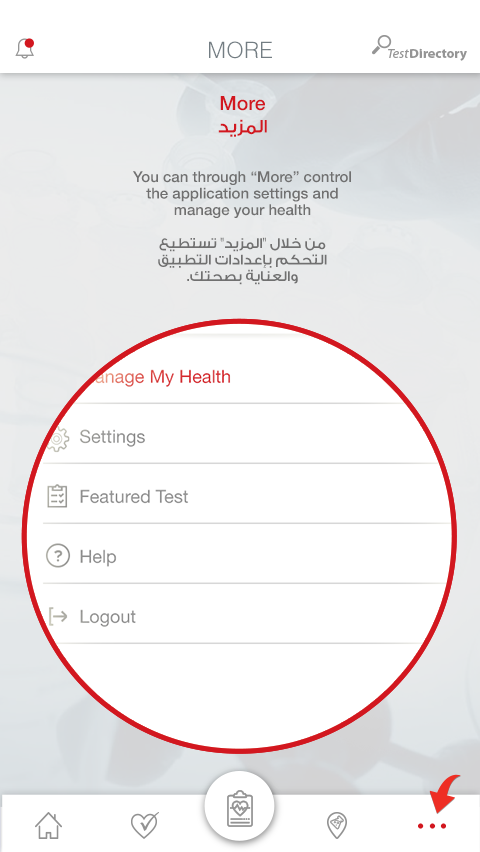 MORE
TestDirectory
More
المزيد
You can through “More” control
the application settings and
manage your health
من خلال "المزيد" تستطيع
التحكم بإعدادات التطبيق
والعناية بصحتك.
anage My Health
Settings
Featured Test
Help
Logout